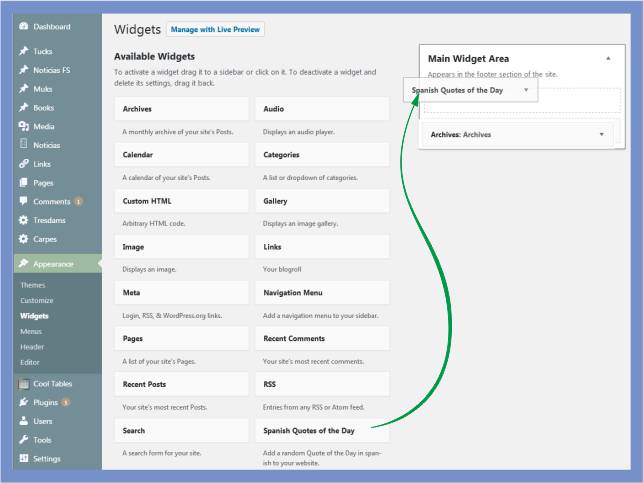 Dashboard
Tucks
Noticias FS
Muks
Books
Media
Noticias
Links
Pages
Comments 1
Tresdams
Carpes
Appearance
Themes
Customize
Widgets
Menus
Header
Editor
Cool Tables
Plugins 1
Users
Tools
Settings
Widgets Manage with Live Preview
Available Widgets
To activate a widget drag it to a sidebar or click on it. To deactivate a widget and
delete its settings, drag it back.
Archives Audio
A monthly archive of your site's Posts. Displays an audio player.
Calendar Categories
A calendar of your site's Posts. A list or dropdown of categories.
Custom HTML Gallery
Arbitrary HTML code. Displays an image gallery.
Image Links
Displays an image. Your blogroll
Meta Navigation Menu
Login, RSS, & WordPress.org links. Add a navigation menu to your sidebar.
Pages Recent Comments
A list of your site's Pages. Your site's most recent comments.
Recent Posts RSS
Your site's most recent Posts. Entries from any RSS or Atom feed.
Search Spanish Quotes of the Day
A search form for your site. Add a random Quote of the Day in span-
ish to your website.
Main Widget Area
Appears in the footer section of the site.
Spanish Quotes of the Day
Archives: Archives